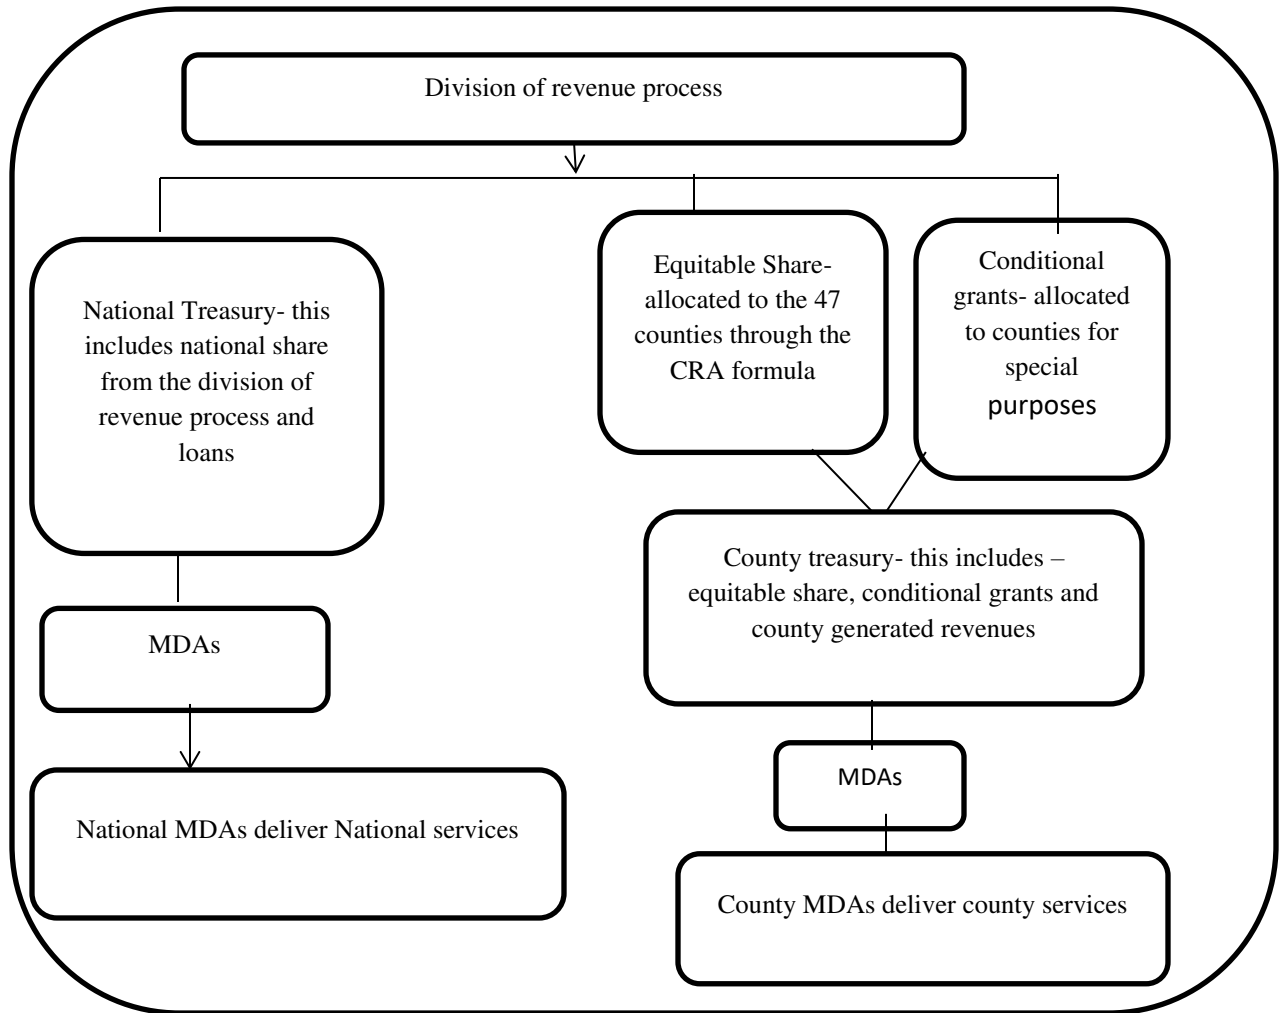 Division of revenue process
National Treasury- this
includes national share
from the division of
revenue process and
loans
Equitable Share-
allocated to the 47
counties through the
CRA formula
Conditional
grants- allocated
to counties for
special
purposes
County treasury- this includes –
equitable share, conditional grants and
county generated revenues
MDAs
National MDAs deliver National services
MDAs
County MDAs deliver county services